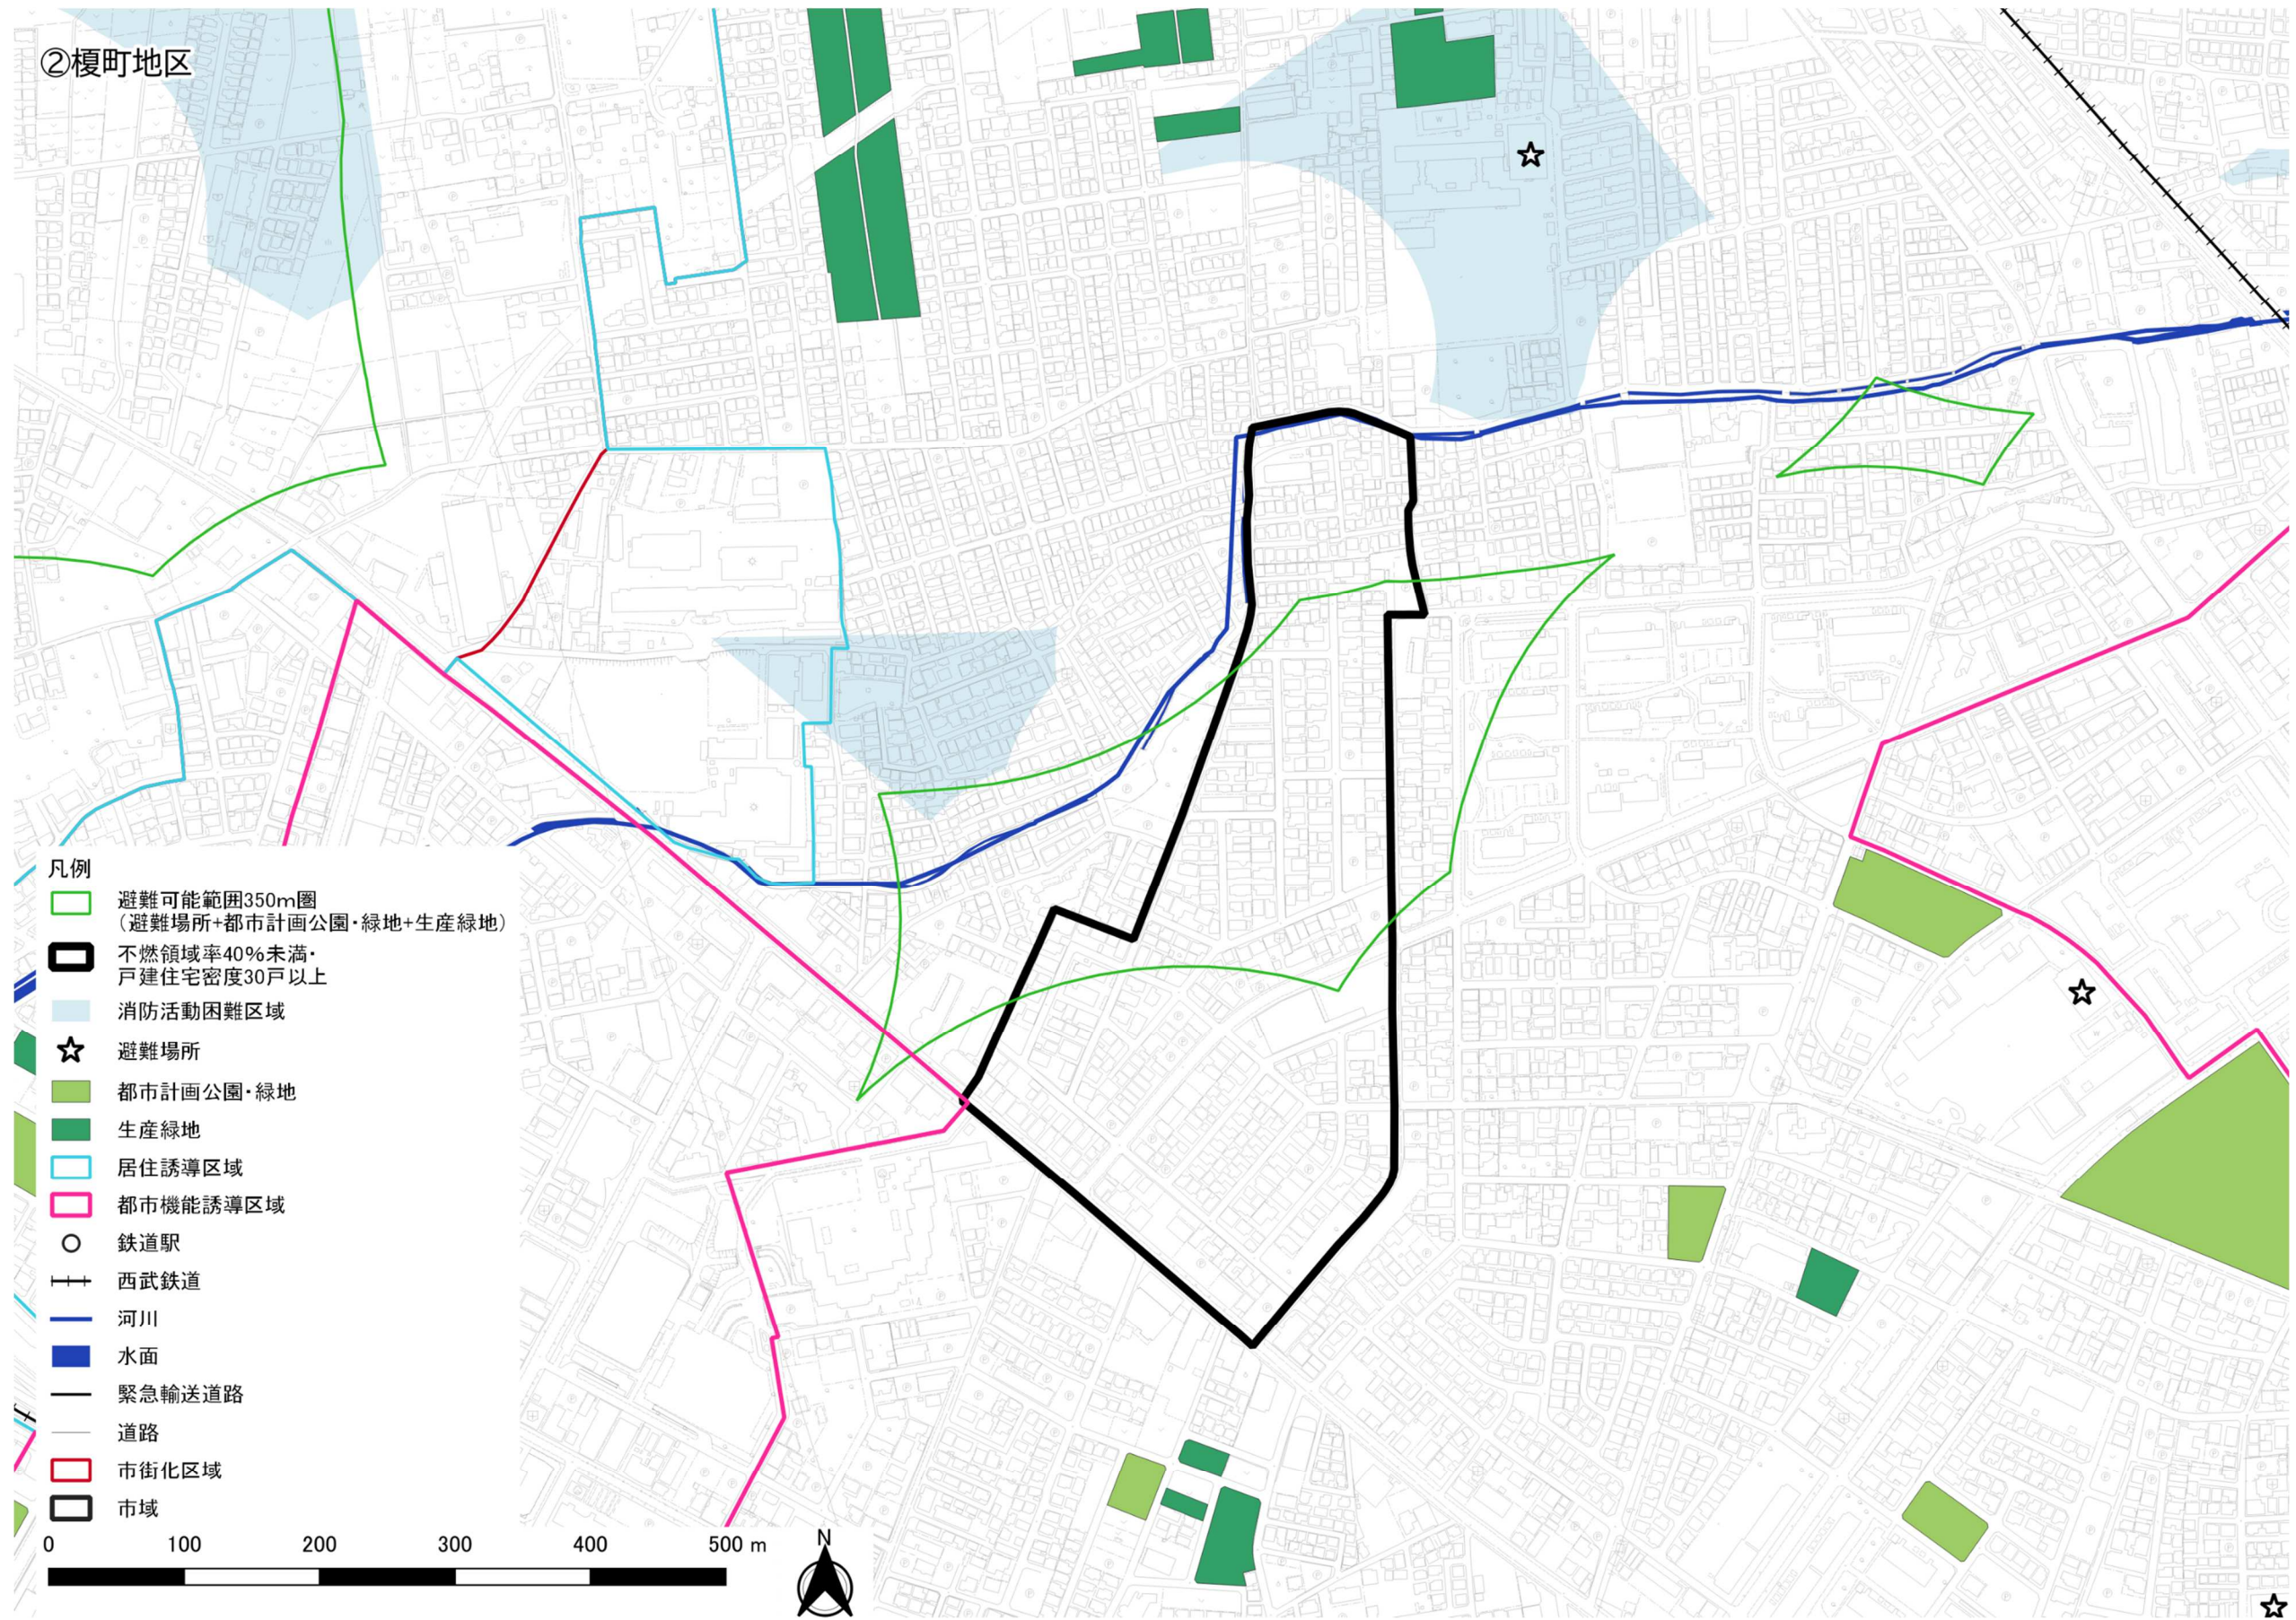 ②榎町地区
凡例
避難可能範囲350m圏
（避難場所+都市計画公園・緑地+生産緑地）
不燃領域率40%未満・
戸建住宅密度30戸以上
消防活動困難区域
避難場所
都市計画公園・緑地
生産緑地
居住誘導区域
都市機能誘導区域
鉄道駅
西武鉄道
河川
水面
緊急輸送道路
道路
市街化区域
市域
0 100 200 300 400 500 m
N